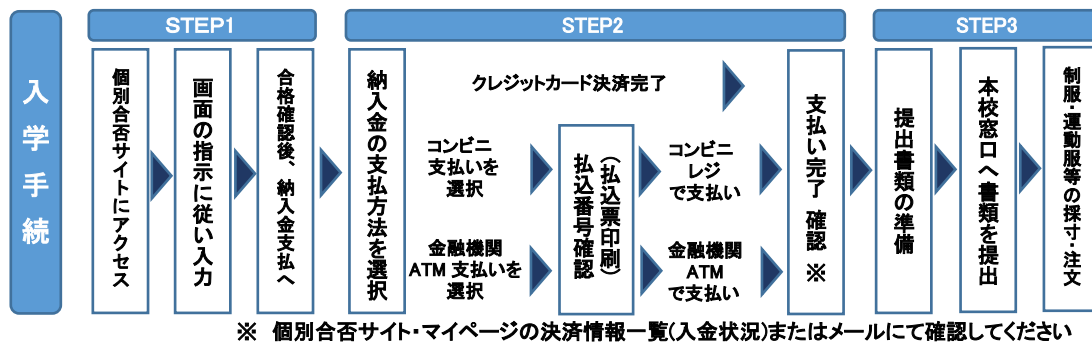 入学手続
STEP1
個別合否サイトにアクセス
画面の指示に従い入力
合格確認後、納入金支払へ
STEP2
納入金の支払方法を選択
クレジットカード決済完了
コンビニ
支払いを
選択
金融機関
ATM 支払いを
選択
払込番号確認
(払込票印刷)
コンビニ
レジ
で支払い
金融機関
ATM
で支払い
支払い完了 確認 ※
STEP3
提出書類の準備
本校窓口へ書類を提出
制服・運動服等の採寸・注文
※ 個別合否サイト・マイページの決済情報一覧(入金状況)またはメールにて確認してください